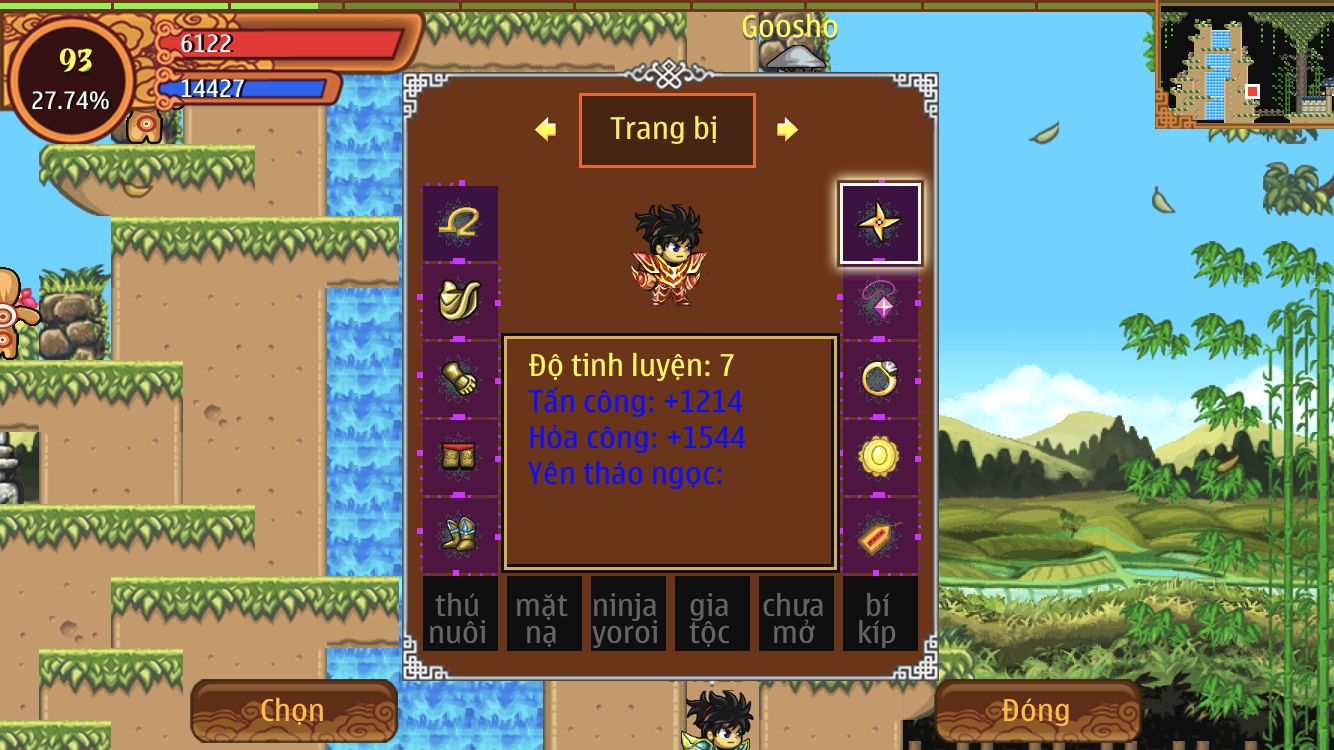 Goosho
93
27.74%
6122
14427
Trang bị
Độ tinh luyện: 7
Tấn công: +1214
Hỏa công: +1544
Yên tháo ngọc:
thú nuôi
mặt nạ
ninja yoroi
gia tộc
chưa mở
bí kíp
Chọn
Đóng